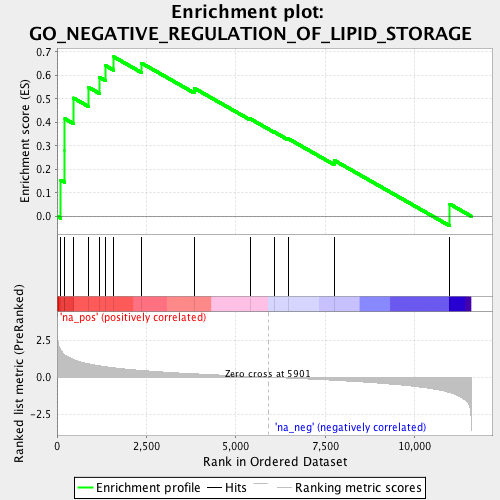 Enrichment plot:
GO_NEGATIVE_REGULATION_OF_LIPID_STORAGE
Enrichment score (ES)
0.7
0.6
0.5
0.4
0.3
0.2
0.1
0.0
'na_pos' (positively correlated)
Ranked list metric (PreRanked)
2.5
0.0
-2.5
Zero cross at 5901
'na_neg' (negatively correlated)
0
2,500
5,000
7,500
10,000
Rank in Ordered Dataset
Enrichment profile
Hits
Ranking metric scores